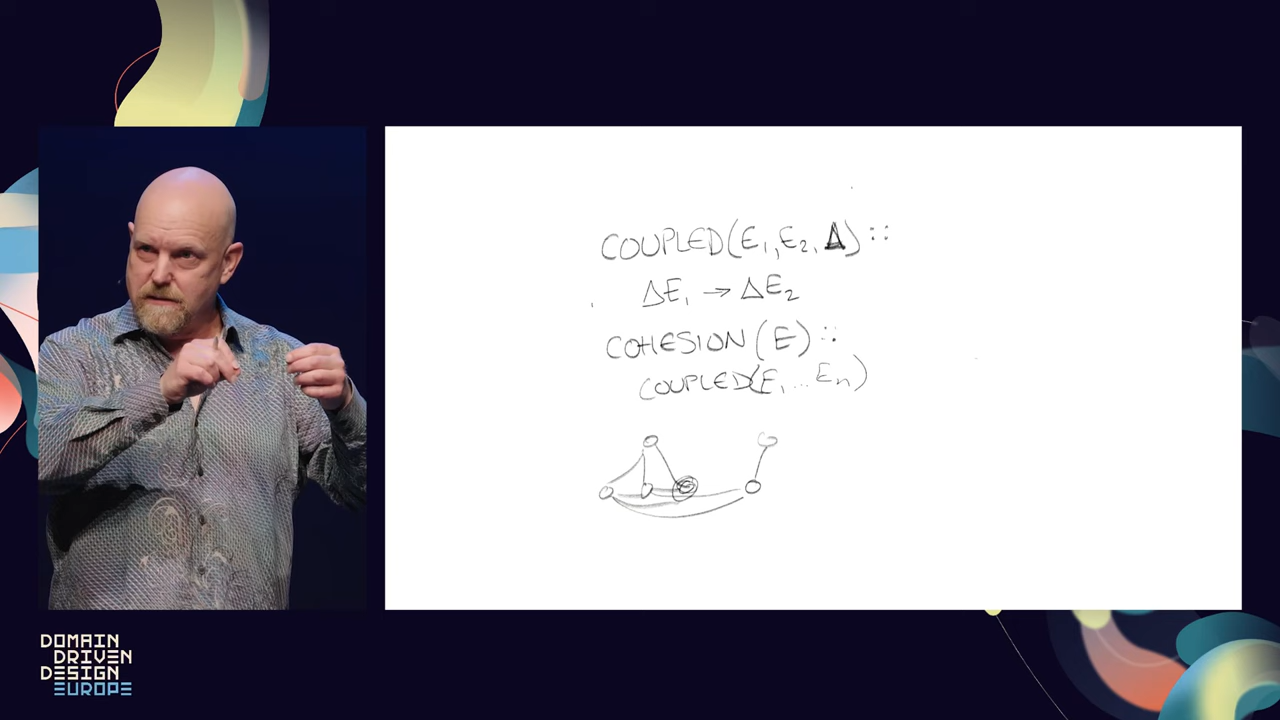 COUPLED(E₁,E₂,Δ)::
ΔE₁ → ΔE₂
COHESION(E)::
COUPLED(E₁...Eₙ)
DOMAIN
DRIVEN
DESIGN
EUROPE